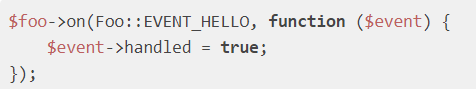 $foo->on(Foo::EVENT_HELLO, function ($event) {
    $event->handled = true;
});